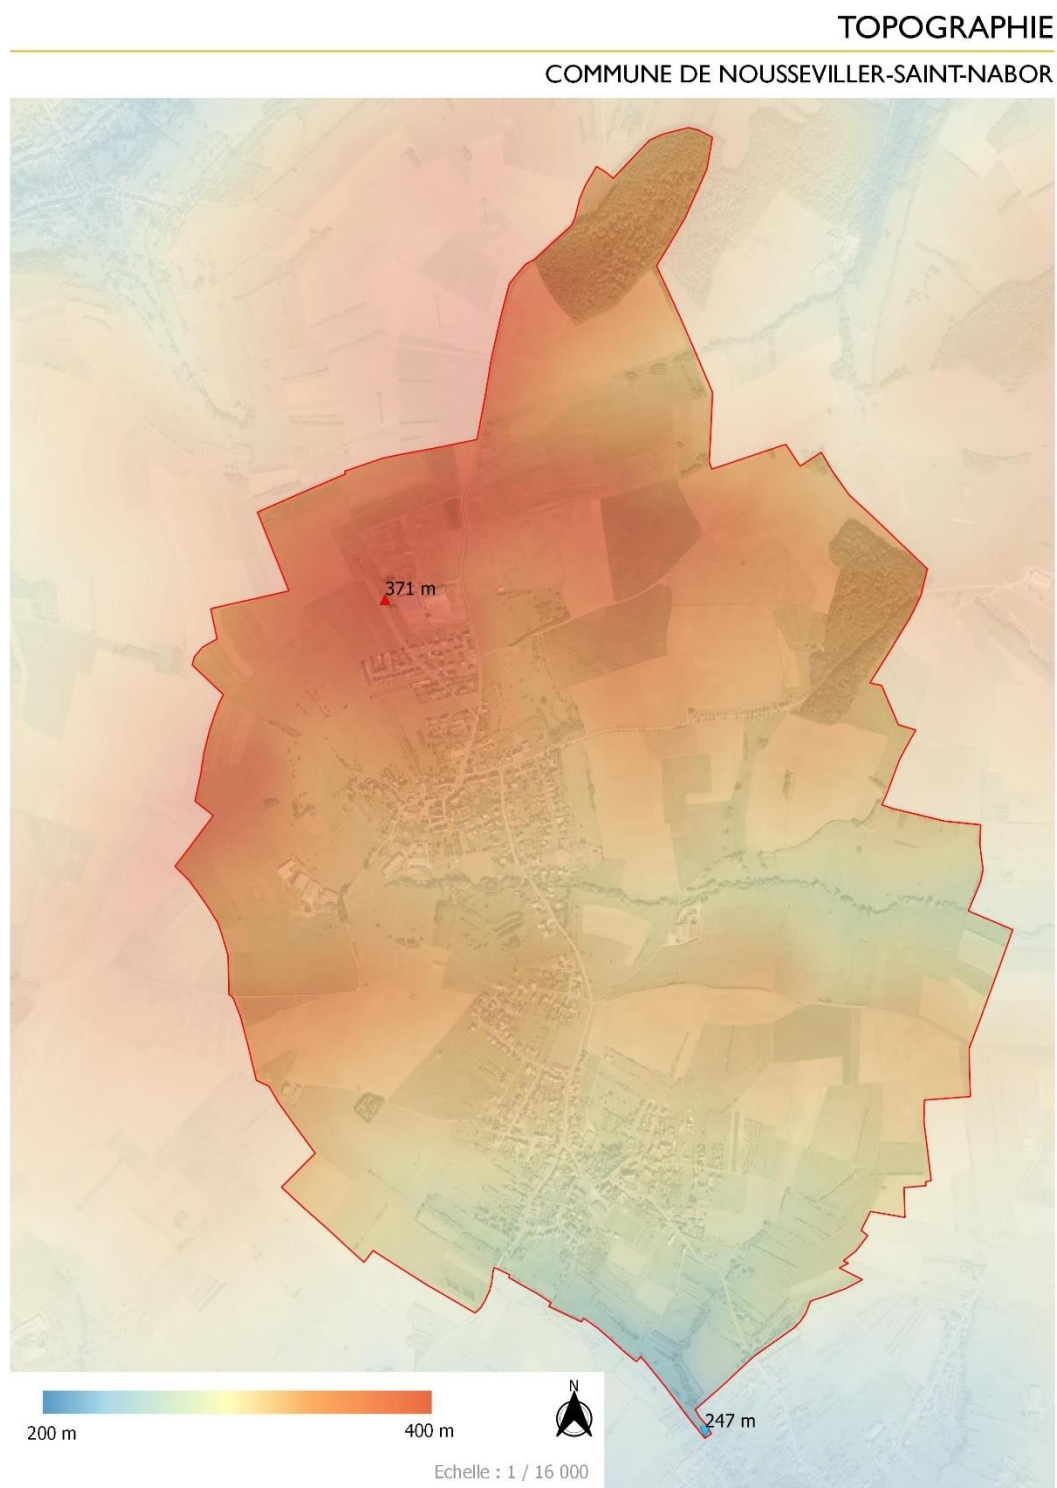 TOPOGRAPHIE
COMMUNE DE NOUSSEVILLER-SAINT-NABOR
371 m
247 m
N
200 m
400 m
Echelle : 1 / 16 000